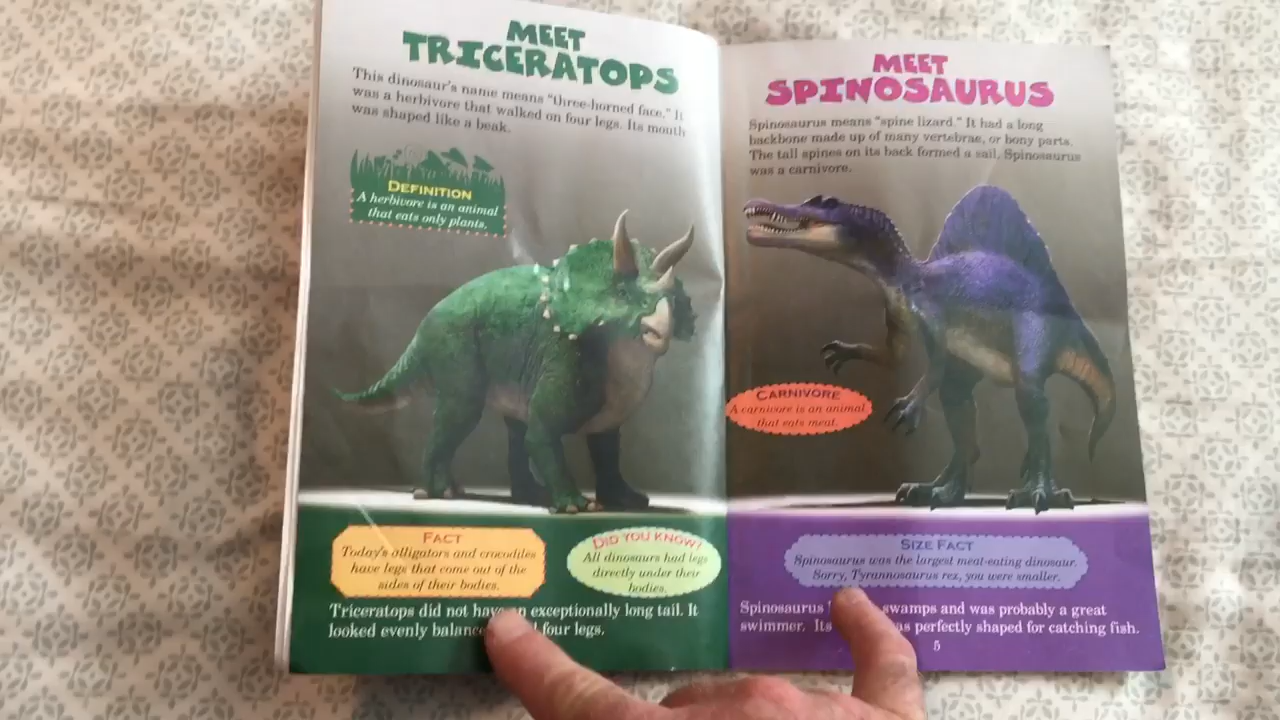 MEET
TRICERATOPS
This dinosaur's name means "three-horned face." It
was a herbivore that walked on four legs. Its mouth
was shaped like a beak.
DEFINITION
A herbivore is an animal
that eats only plants.
FACT
Today's alligators and crocodiles
have legs that come out of the
sides of their bodies.
DID YOU KNOW?
All dinosaurs had legs
directly under their
bodies.
Triceratops did not have an exceptionally long tail. It
looked evenly four legs.
MEET
SPINOSAURUS
Spinosaurus means "spine lizard." It had a long
backbone made up of many vertebrae, or bony parts.
The tall spines on its back formed a sail. Spinosaurus
was a carnivore.
CARNIVORE
A carnivore is an animal
that eats meat.
SIZE FACT
Spinosaurus was the largest meat-eating dinosaur.
Sorry, Tyrannosaurus rex, you were smaller.
Spinosaurus swamps and was probably a great
swimmer. Its perfectly shaped for catching fish.
5